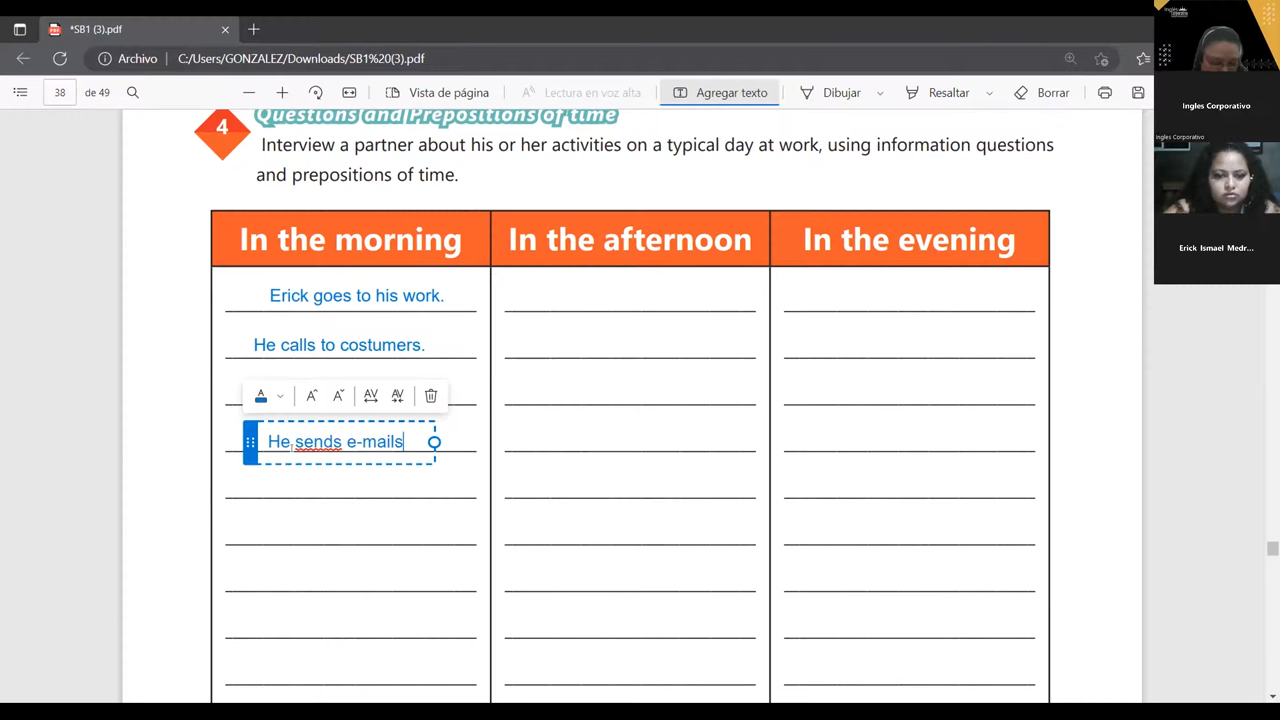 *SB1 (3).pdf
Archivo
C:/Users/GONZALEZ/Downloads/SB1%20(3).pdf
38 de 49
Vista de página
Lectura en voz alta
Agregar texto
Dibujar
Resaltar
Borrar
4
Questions and Prepositions of time
Interview a partner about his or her activities on a typical day at work, using information questions
and prepositions of time.
In the morning
In the afternoon
In the evening
Erick goes to his work.
He calls to costumers.
He sends e-mails
Ingles Corporativo
Ingles Corporativo
Erick Ismael Medr...